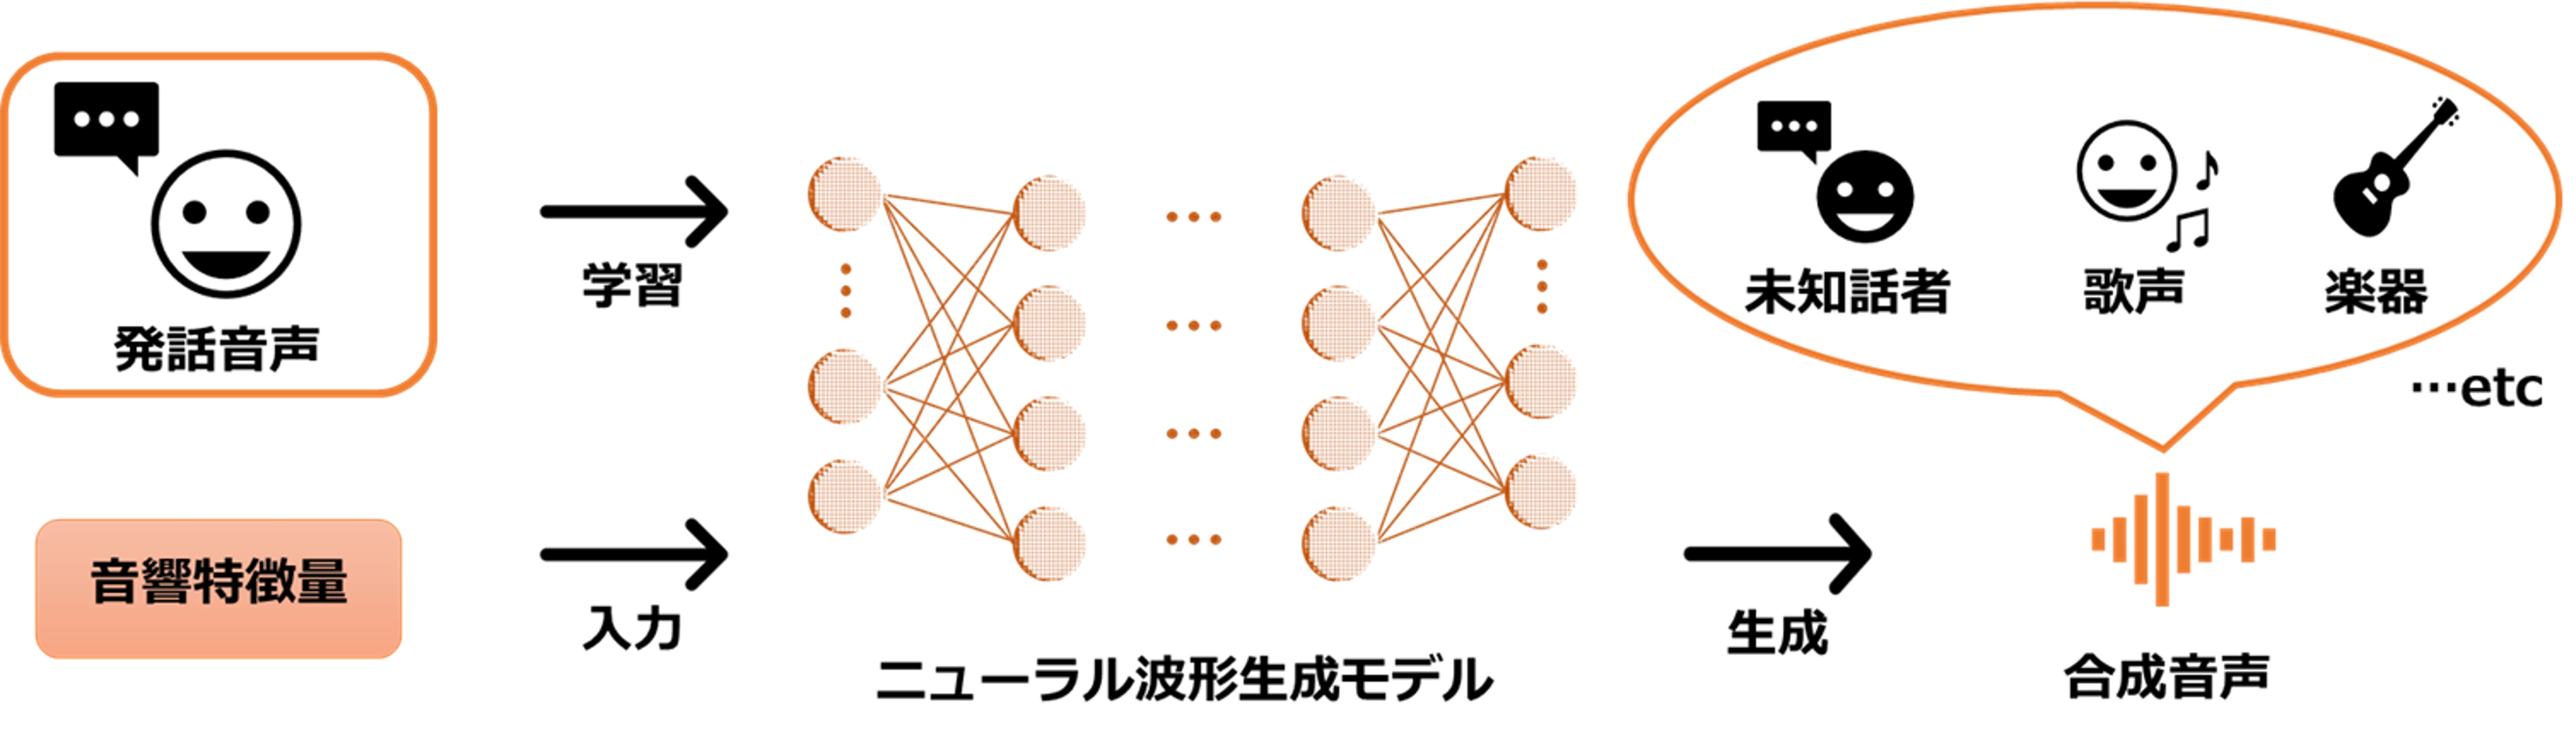 発話音声
学習
音響特徴量
入力
ニューラル波形生成モデル
生成
未知話者
歌声
楽器
…etc
合成音声